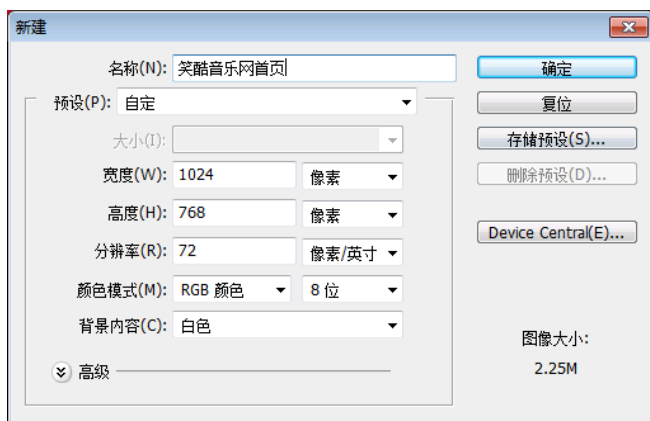 新建
名称(N): 笑酷音乐网首页
确定
预设(P): 自定
复位
大小(I):
存储预设(S)...
宽度(W): 1024 像素
删除预设(D)...
高度(H): 768 像素
Device Central(E)...
分辨率(R): 72 像素/英寸
颜色模式(M): RGB 颜色 8 位
背景内容(C): 白色
图像大小:
高级
2.25M